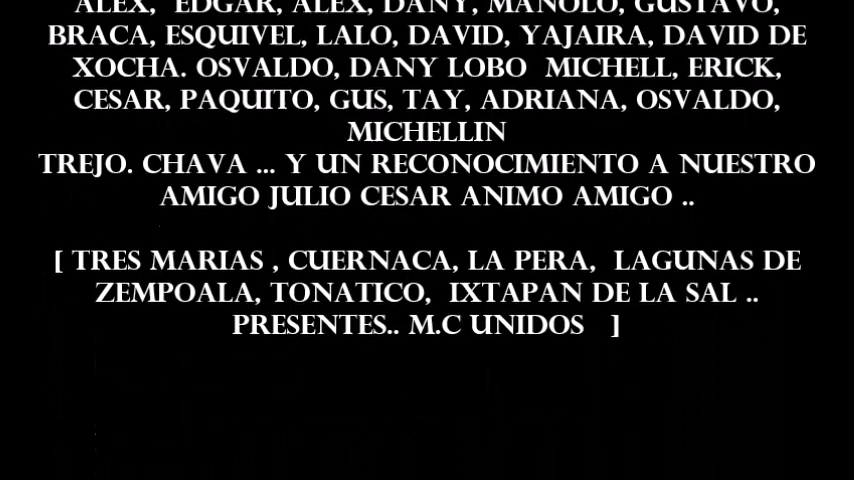 ALEX,  EDGAR, ALEX, DANY, MANOLO, GUSTAVO,
BRACA, ESQUIVEL, LALO, DAVID, YAJAIRA, DAVID DE
XOCHA. OSVALDO, DANY LOBO  MICHELL, ERICK,
CESAR, PAQUITO, GUS, TAY, ADRIANA, OSVALDO,
MICHELLIN
TREJO. CHAVA ... Y UN RECONOCIMIENTO A NUESTRO
AMIGO JULIO CESAR ANIMO AMIGO ..
[ TRES MARIAS , CUERNACA, LA PERA,  LAGUNAS DE
ZEMPOALA, TONATICO,  IXTAPAN DE LA SAL ..
PRESENTES.. M.C UNIDOS   ]